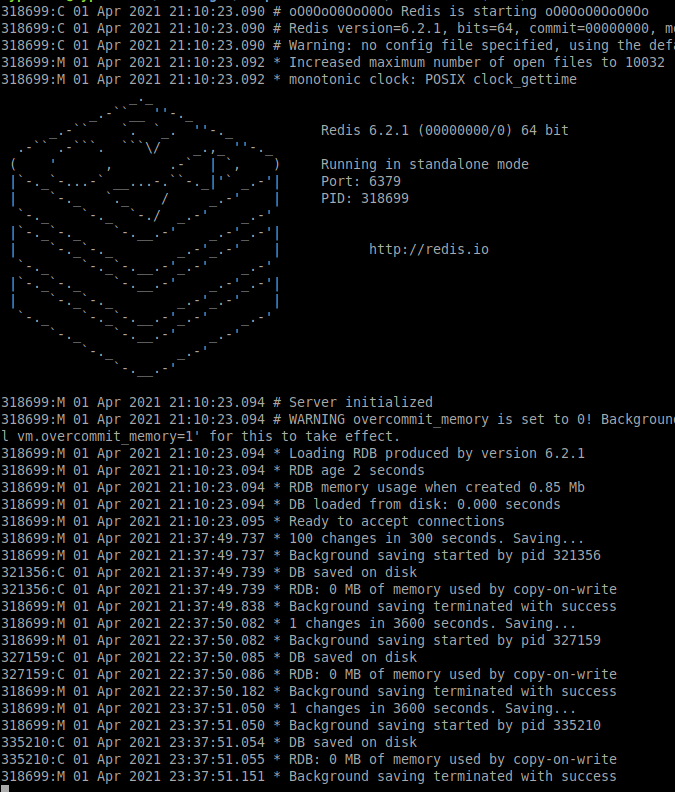 318699:C 01 Apr 2021 21:10:23.090 # oO0OoO0OoO0Oo Redis is starting oO0OoO0OoO0Oo
318699:C 01 Apr 2021 21:10:23.090 # Redis version=6.2.1, bits=64, commit=00000000,
318699:C 01 Apr 2021 21:10:23.090 # Warning: no config file specified, using the
318699:M 01 Apr 2021 21:10:23.092 * Increased maximum number of open files to 10032
318699:M 01 Apr 2021 21:10:23.092 * monotonic clock: POSIX clock_gettime
Redis 6.2.1 (00000000/0) 64 bit
Running in standalone mode
Port: 6379
PID: 318699
http://redis.io
318699:M 01 Apr 2021 21:10:23.094 # Server initialized
318699:M 01 Apr 2021 21:10:23.094 # WARNING overcommit_memory is set to 0!
l vm.overcommit_memory=1' for this to take effect.
318699:M 01 Apr 2021 21:10:23.094 * Loading RDB produced by version 6.2.1
318699:M 01 Apr 2021 21:10:23.094 * RDB age 2 seconds
318699:M 01 Apr 2021 21:10:23.094 * RDB memory usage when created 0.85 Mb
318699:M 01 Apr 2021 21:10:23.094 * DB loaded from disk: 0.000 seconds
318699:M 01 Apr 2021 21:10:23.095 * Ready to accept connections
318699:M 01 Apr 2021 21:37:49.737 * 100 changes in 300 seconds. Saving...
318699:M 01 Apr 2021 21:37:49.737 * Background saving started by pid 321356
321356:C 01 Apr 2021 21:37:49.739 * DB saved on disk
321356:C 01 Apr 2021 21:37:49.739 * RDB: 0 MB of memory used by copy-on-write
318699:M 01 Apr 2021 21:37:49.838 * Background saving terminated with success
318699:M 01 Apr 2021 22:37:50.082 * 1 changes in 3600 seconds. Saving...
318699:M 01 Apr 2021 22:37:50.082 * Background saving started by pid 327159
327159:C 01 Apr 2021 22:37:50.085 * DB saved on disk
327159:C 01 Apr 2021 22:37:50.086 * RDB: 0 MB of memory used by copy-on-write
318699:M 01 Apr 2021 22:37:50.182 * Background saving terminated with success
318699:M 01 Apr 2021 23:37:51.050 * 1 changes in 3600 seconds. Saving...
318699:M 01 Apr 2021 23:37:51.050 * Background saving started by pid 335210
335210:C 01 Apr 2021 23:37:51.054 * DB saved on disk
335210:C 01 Apr 2021 23:37:51.055 * RDB: 0 MB of memory used by copy-on-write
318699:M 01 Apr 2021 23:37:51.151 * Background saving terminated with success